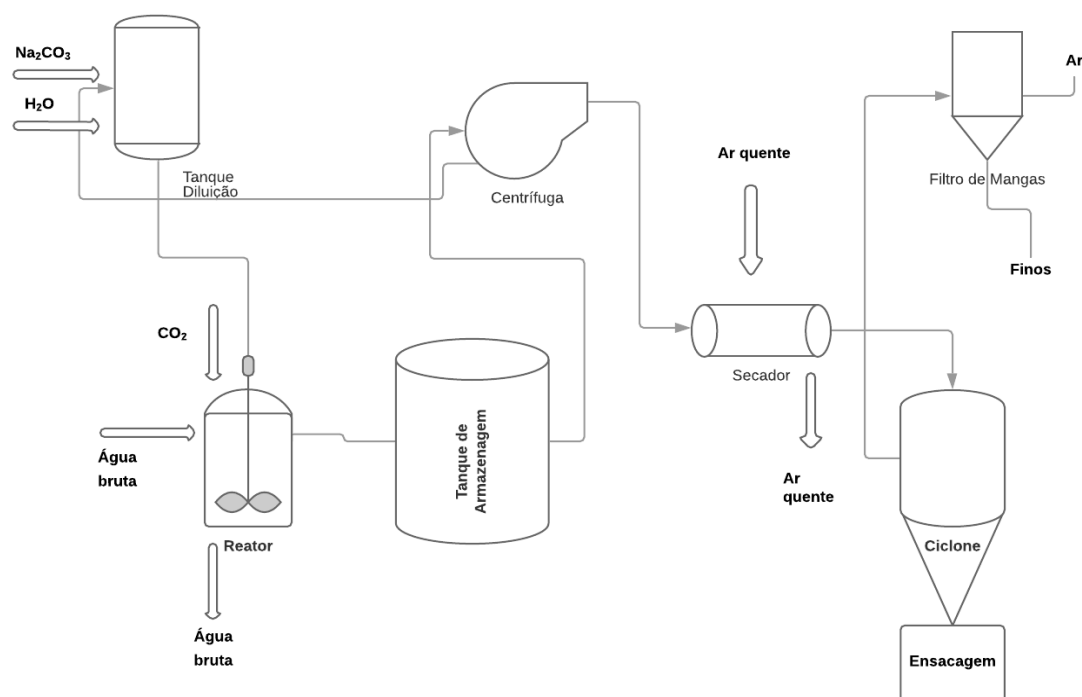 Na₂CO₃
H₂O
Tanque
Diluição
Centrífuga
Ar quente
Ar
Filtro de Mangas
Finos
CO₂
Água
bruta
Reator
Água
bruta
Tanque de
Armazenagem
Secador
Ar
quente
Ciclone
Ensacagem